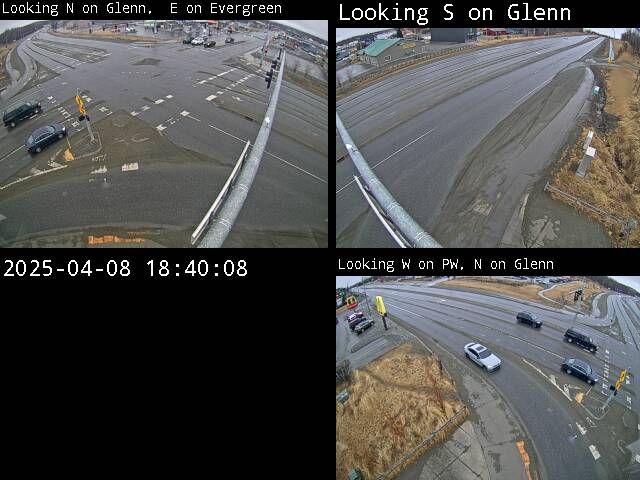 Looking N on Glenn,  E on Evergreen
Looking S on Glenn
2025-04-08 18:40:08
Looking W on PW, N on Glenn